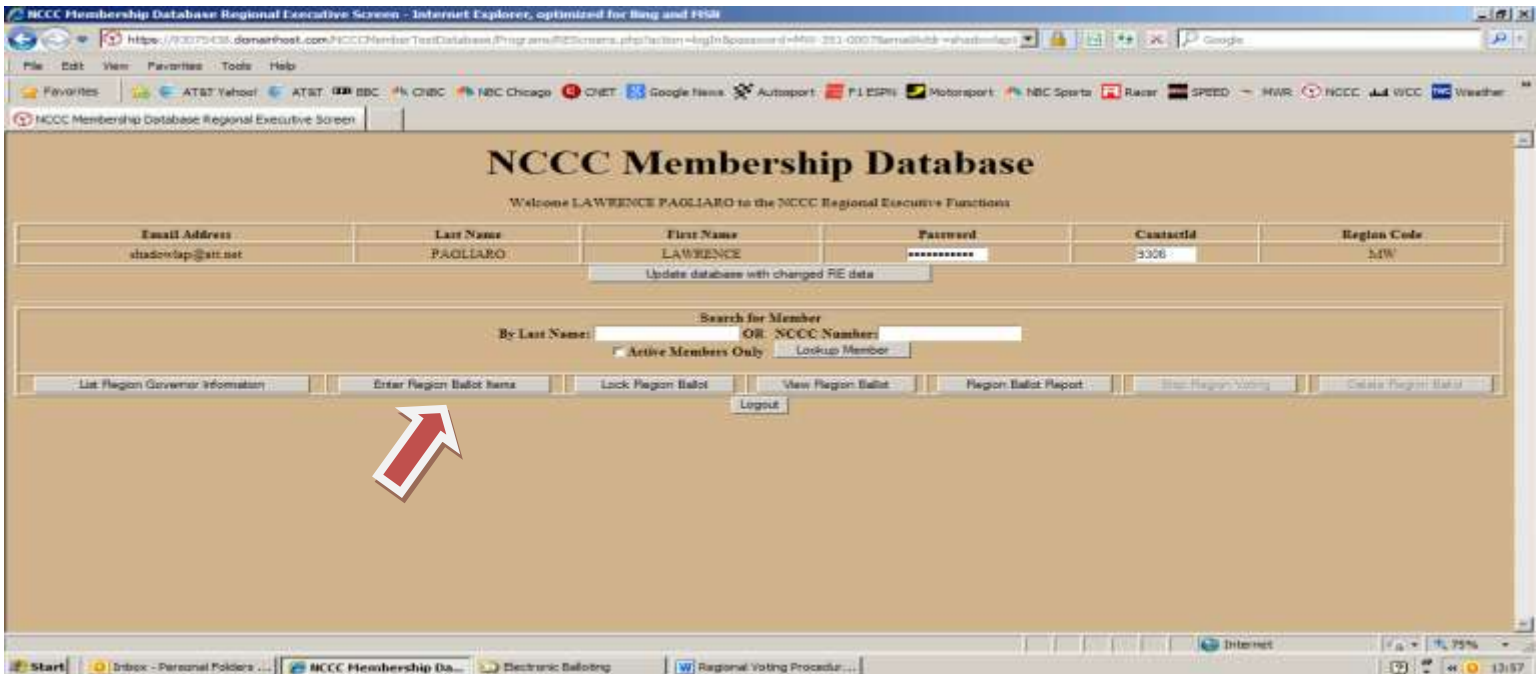 NCCC Membership Database Regional Executive Screen - Internet Explorer, optimized for Bing and MSN
Google
File Edit View Favorites Tools Help
Favorites AT&T Yahoo! AT&T BBC CNBC NBC Chicago CNET Google News Autosport F1 ESPN Motorsport NBC Sports Racer SPEED MWR NCCC WCC Weather
NCCC Membership Database Regional Executive Screen
NCCC Membership Database
Welcome LAWRENCE PAGLIARO to the NCCC Regional Executive Functions
Email Address Last Name First Name Password ContactId Region Code
shadowlap@att.net PAGLIARO LAWRENCE 9306 MW
Update database with changed RE data
Search for Member
By Last Name: OR NCCC Number:
Active Members Only Lookup Member
List Region Governor Information Enter Region Ballot Items Lock Region Ballot View Region Ballot Region Ballot Report Stop Region Voting Delete Region Ballot
Logout
Internet 75%
Start Inbox - Personal Folders ... NCCC Membership Da... Electronic Balloting Regional Voting Procedur... 13:57